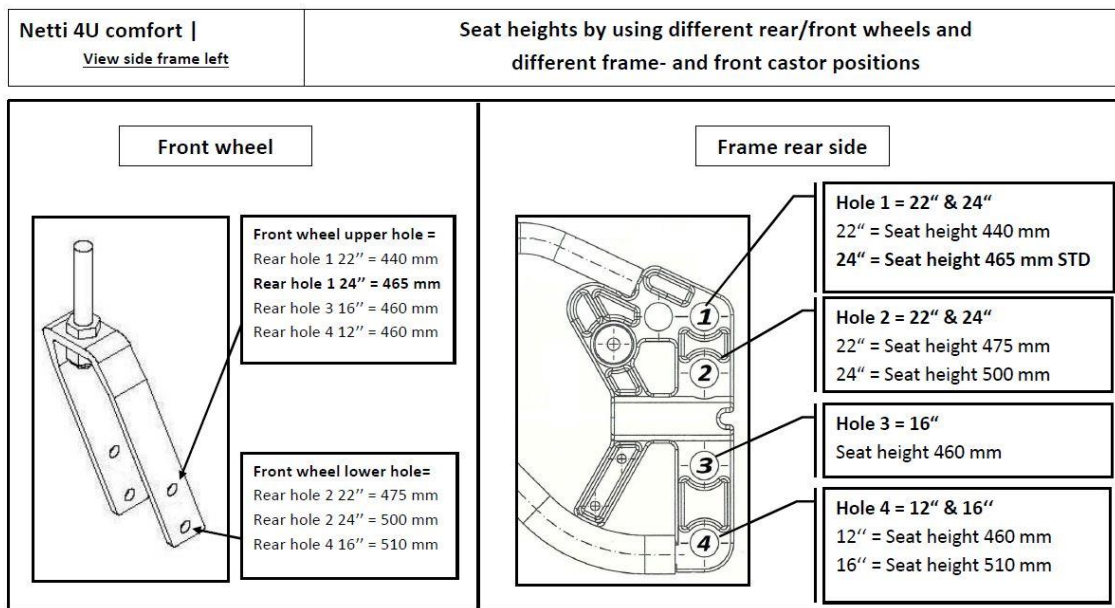 Netti 4U comfort |
View side frame left
Seat heights by using different rear/front wheels and
different frame- and front castor positions
Front wheel
Front wheel upper hole =
Rear hole 1 22’’ = 440 mm
Rear hole 1 24’’ = 465 mm
Rear hole 3 16’’ = 460 mm
Rear hole 4 12’’ = 460 mm
Front wheel lower hole=
Rear hole 2 22’’ = 475 mm
Rear hole 2 24’’ = 500 mm
Rear hole 4 16’’ = 510 mm
Frame rear side
1
2
3
4
Hole 1 = 22“ & 24“
22“ = Seat height 440 mm
24“ = Seat height 465 mm STD
Hole 2 = 22“ & 24“
22“ = Seat height 475 mm
24“ = Seat height 500 mm
Hole 3 = 16“
Seat height 460 mm
Hole 4 = 12“ & 16“
12‘‘ = Seat height 460 mm
16‘‘ = Seat height 510 mm